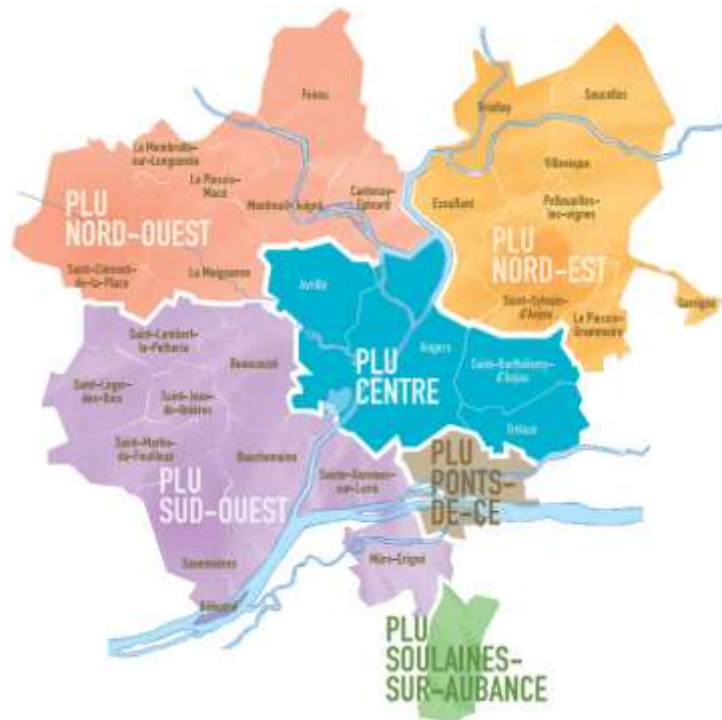 Feneu
La Membrolle-
sur-Longuenée
Le Plessis-
Macé
Montreuil-Juigné
Cantenay-
Epinard
PLU
NORD-OUEST
Saint-Clément-
de-la-Place
La Meignanne
Briollay
Soucelles
Villevêque
Ecouflant
Pellouailles-
les-vignes
PLU
NORD-EST
Saint-Sylvain-
d'Anjou
Le Plessis-
Grammoire
Sarrigné
Avrillé
Angers
PLU
CENTRE
Saint-Barthélemy-
d'Anjou
Trélazé
Saint-Lambert-
la-Potherie
Beaucouzé
Saint-Léger-
des-Bois
Saint-Jean-
de-Linières
Saint-Martin-
du-Fouilloux
Bouchemaine
PLU
SUD-OUEST
Sainte-Gemmes-
sur-Loire
Savennières
Béhuard
Mûrs-Erigné
PLU
PONTS-
DE-CE
PLU
SOULAINES-
SUR-AUBANCE